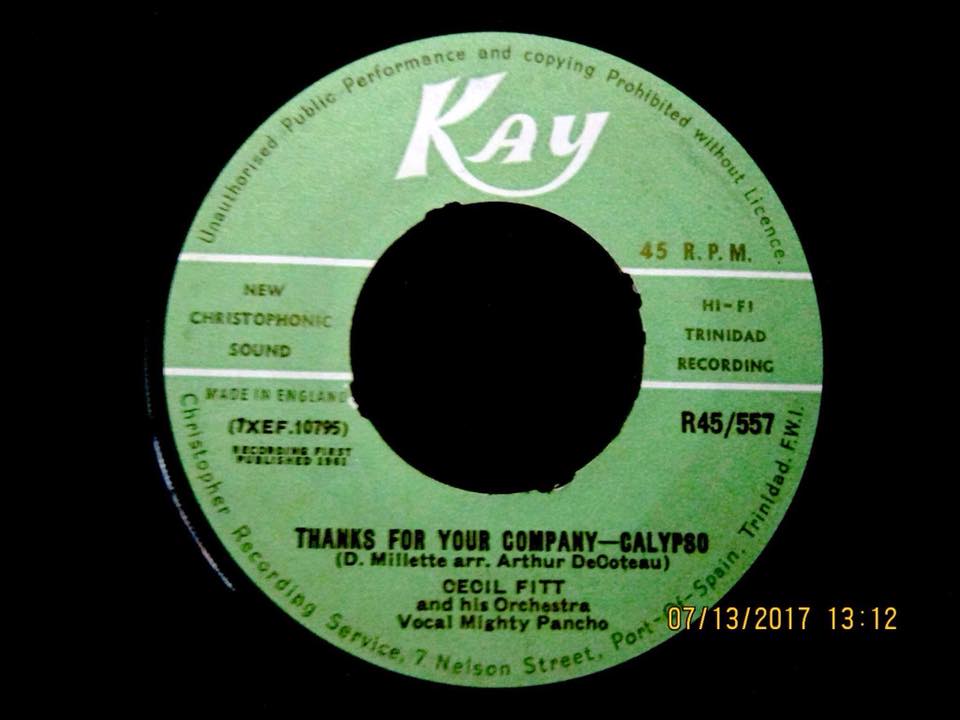 Unauthorised Public Performance and copying Prohibited without Licence.
Kay
45 R.P.M.
NEW
CHRISTOPHONIC
SOUND
HI-FI
TRINIDAD
RECORDING
MADE IN ENGLAND
(7XEF.10795)
RECORDING FIRST
PUBLISHED 1961
R45/557
THANKS FOR YOUR COMPANY—CALYPSO
(D. Millette arr. Arthur DeCoteau)
CECIL FITT
and his Orchestra
Vocal Mighty Pancho
Christopher Recording Service, 7 Nelson Street, Port-of-Spain, Trinidad. F.W.I.
07/13/2017 13:12